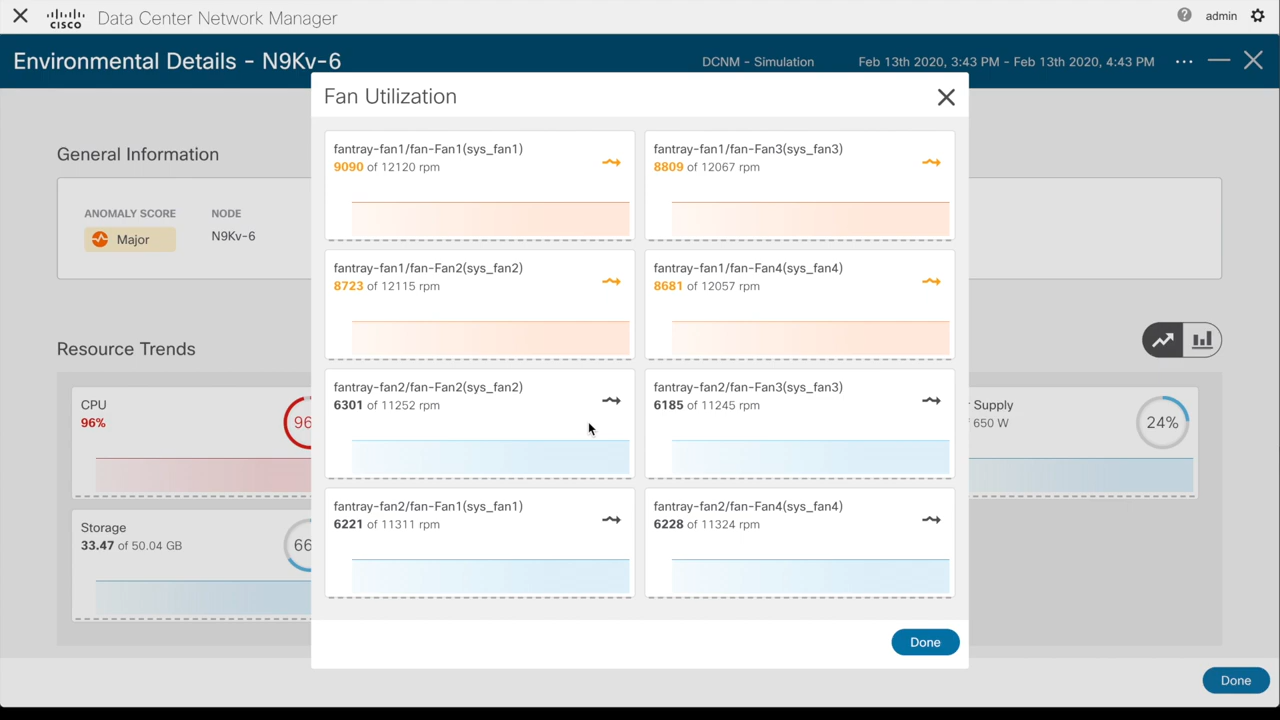 cisco Data Center Network Manager
admin
Environmental Details - N9Kv-6
DCNM - Simulation
Feb 13th 2020, 3:43 PM - Feb 13th 2020, 4:43 PM
General Information
ANOMALY SCORE
Major
NODE
N9Kv-6
Resource Trends
CPU
96%
96
Storage
33.47 of 50.04 GB
66
Supply
650 W
24%
Fan Utilization
fantray-fan1/fan-Fan1(sys_fan1)
9090 of 12120 rpm
fantray-fan1/fan-Fan3(sys_fan3)
8809 of 12067 rpm
fantray-fan1/fan-Fan2(sys_fan2)
8723 of 12115 rpm
fantray-fan1/fan-Fan4(sys_fan4)
8681 of 12057 rpm
fantray-fan2/fan-Fan2(sys_fan2)
6301 of 11252 rpm
fantray-fan2/fan-Fan3(sys_fan3)
6185 of 11245 rpm
fantray-fan2/fan-Fan1(sys_fan1)
6221 of 11311 rpm
fantray-fan2/fan-Fan4(sys_fan4)
6228 of 11324 rpm
Done
Done